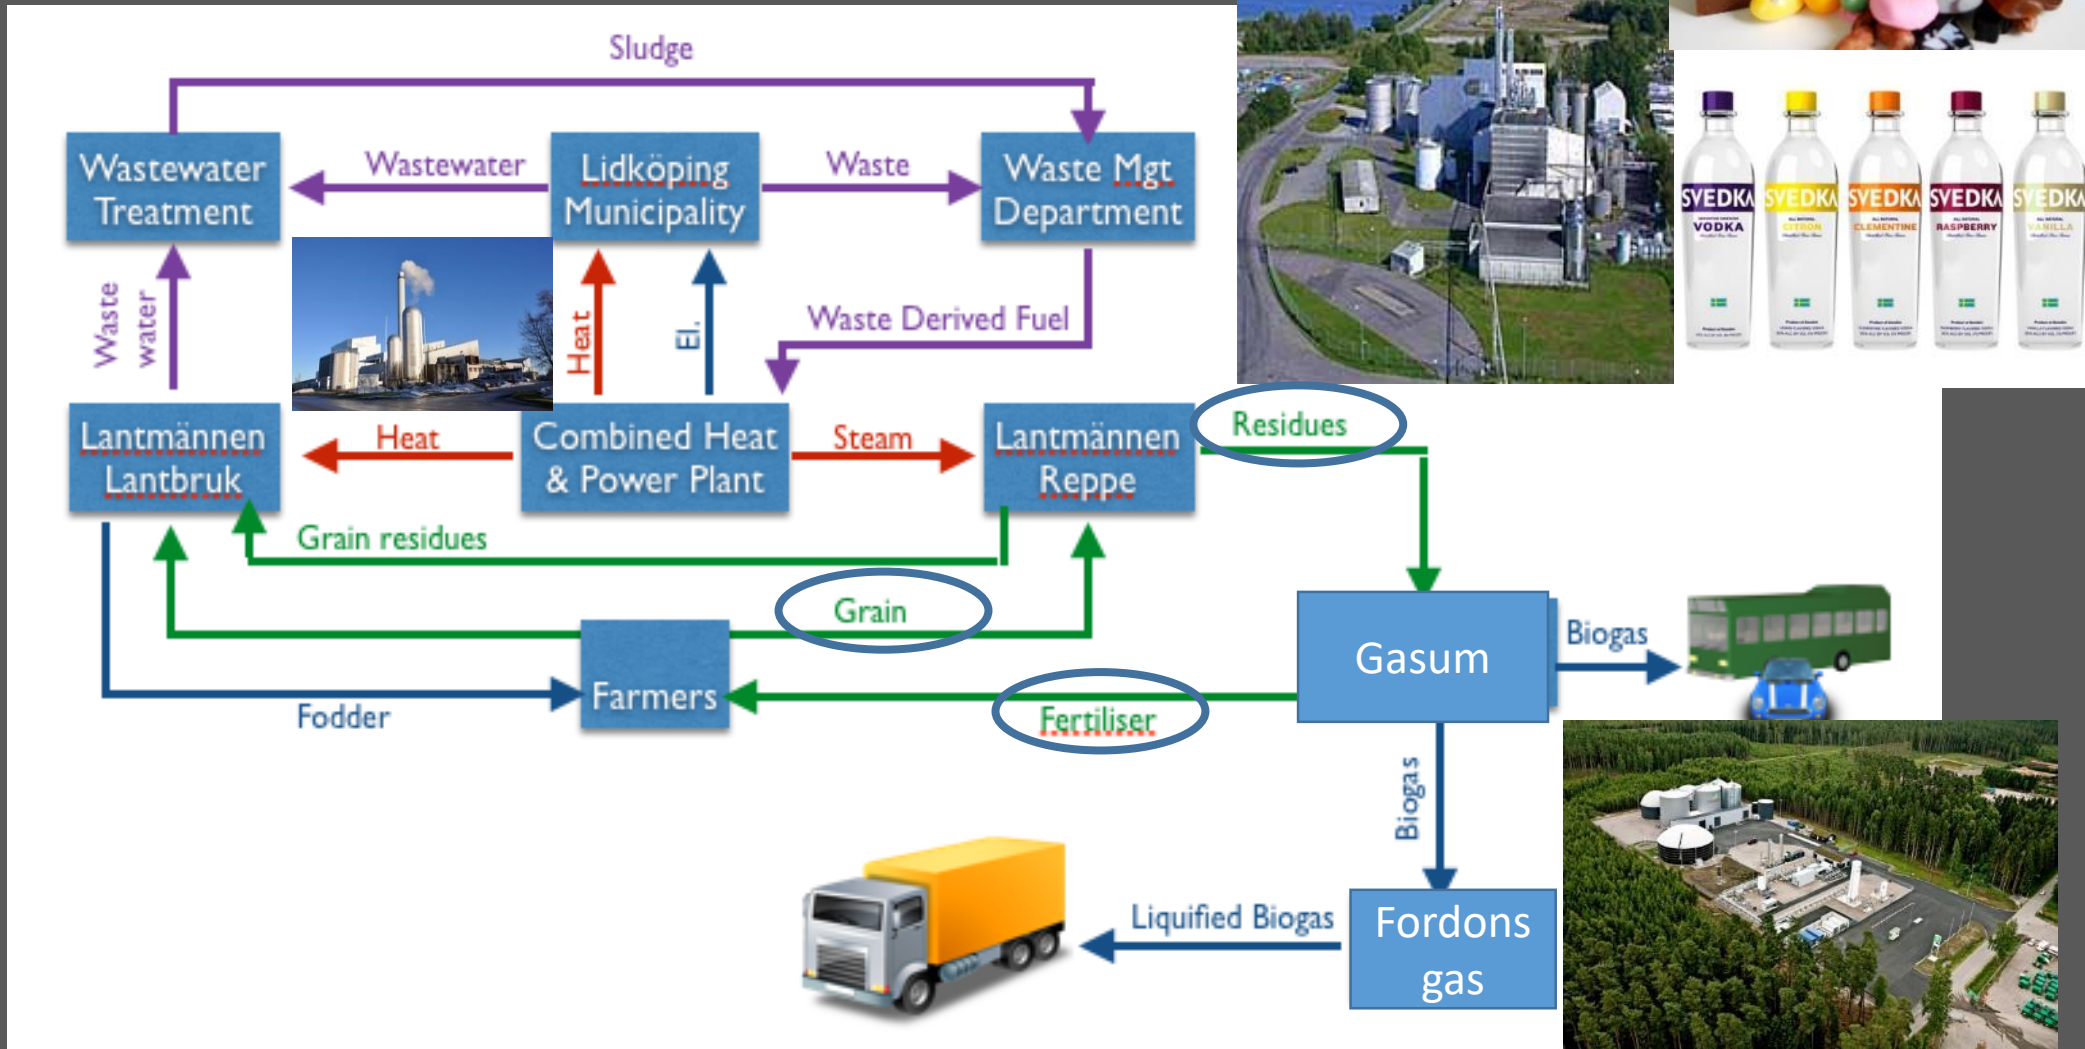 Sludge
Wastewater
Treatment
Wastewater
Lidköping
Municipality
Waste
Waste Mgt
Department
Waste
water
Heat
El.
Waste Derived Fuel
Lantmännen
Lantbruk
Heat
Combined Heat
& Power Plant
Steam
Lantmännen
Reppe
Residues
Grain residues
Grain
Farmers
Fodder
Fertiliser
Gasum
Biogas
Biogas
Fordons
gas
Liquified Biogas
SVEDKA
VODKA
SVEDKA
CITRON
SVEDKA
CLEMENTINE
SVEDKA
RASPBERRY
SVEDKA
VANILLA